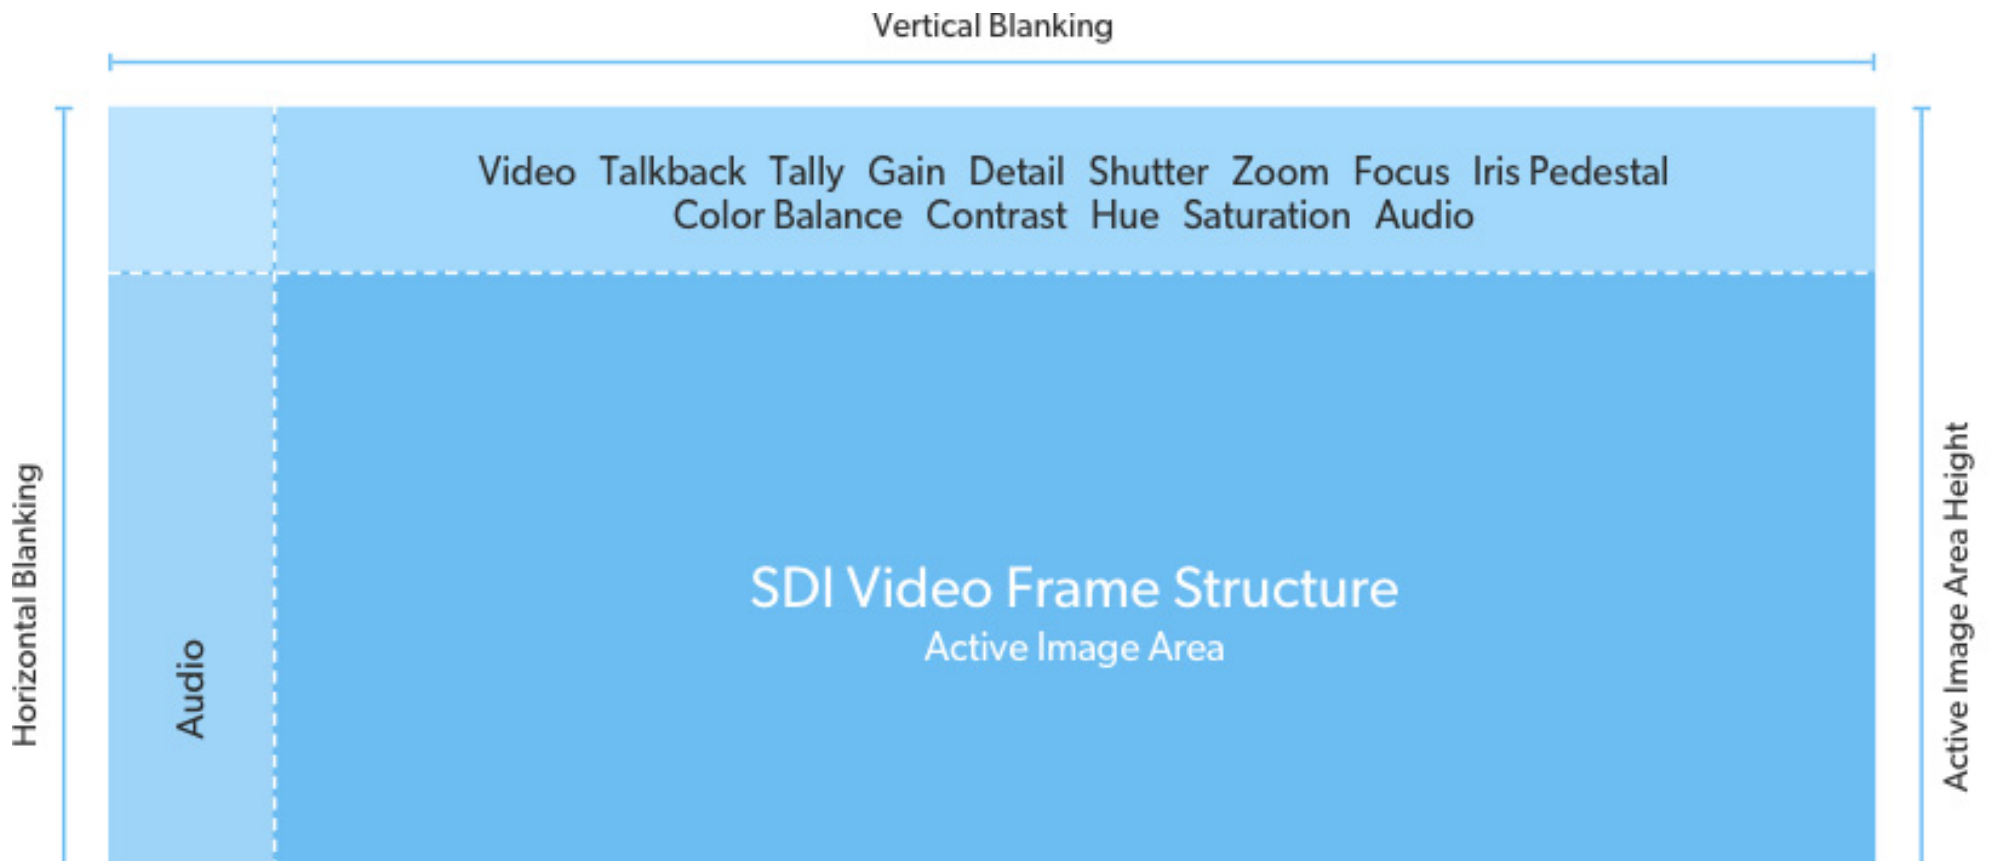 Vertical Blanking
Video Talkback Tally Gain Detail Shutter Zoom Focus Iris Pedestal
Color Balance Contrast Hue Saturation Audio
Horizontal Blanking
Audio
SDI Video Frame Structure
Active Image Area
Active Image Area Height